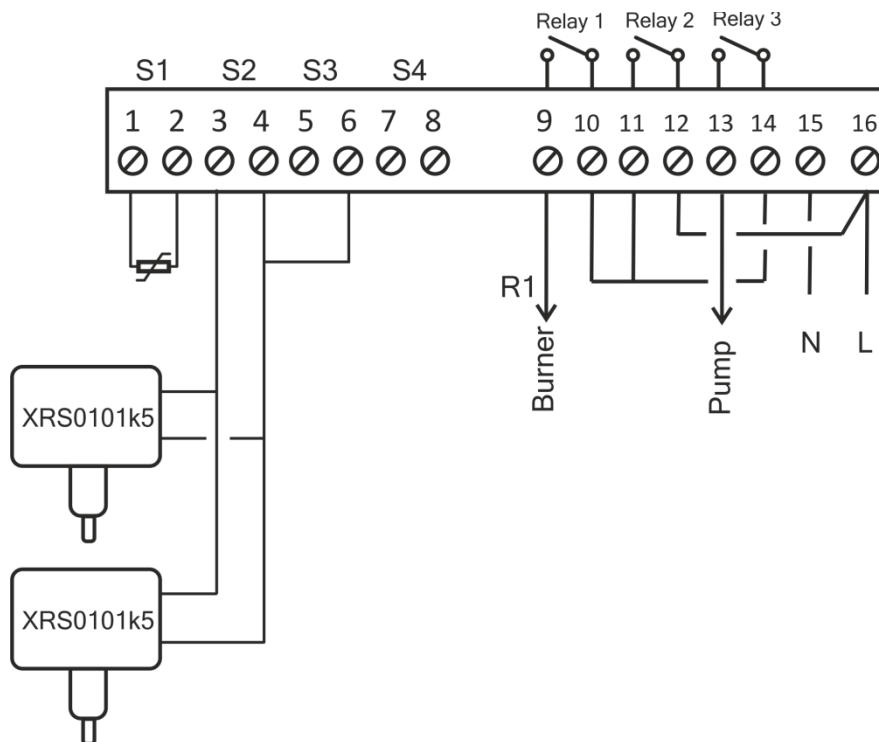 Relay 1 Relay 2 Relay 3
S1 S2 S3 S4
1 2 3 4 5 6 7 8 9 10 11 12 13 14 15 16
R1
Burner
Pump
N L
XRS0101k5
XRS0101k5